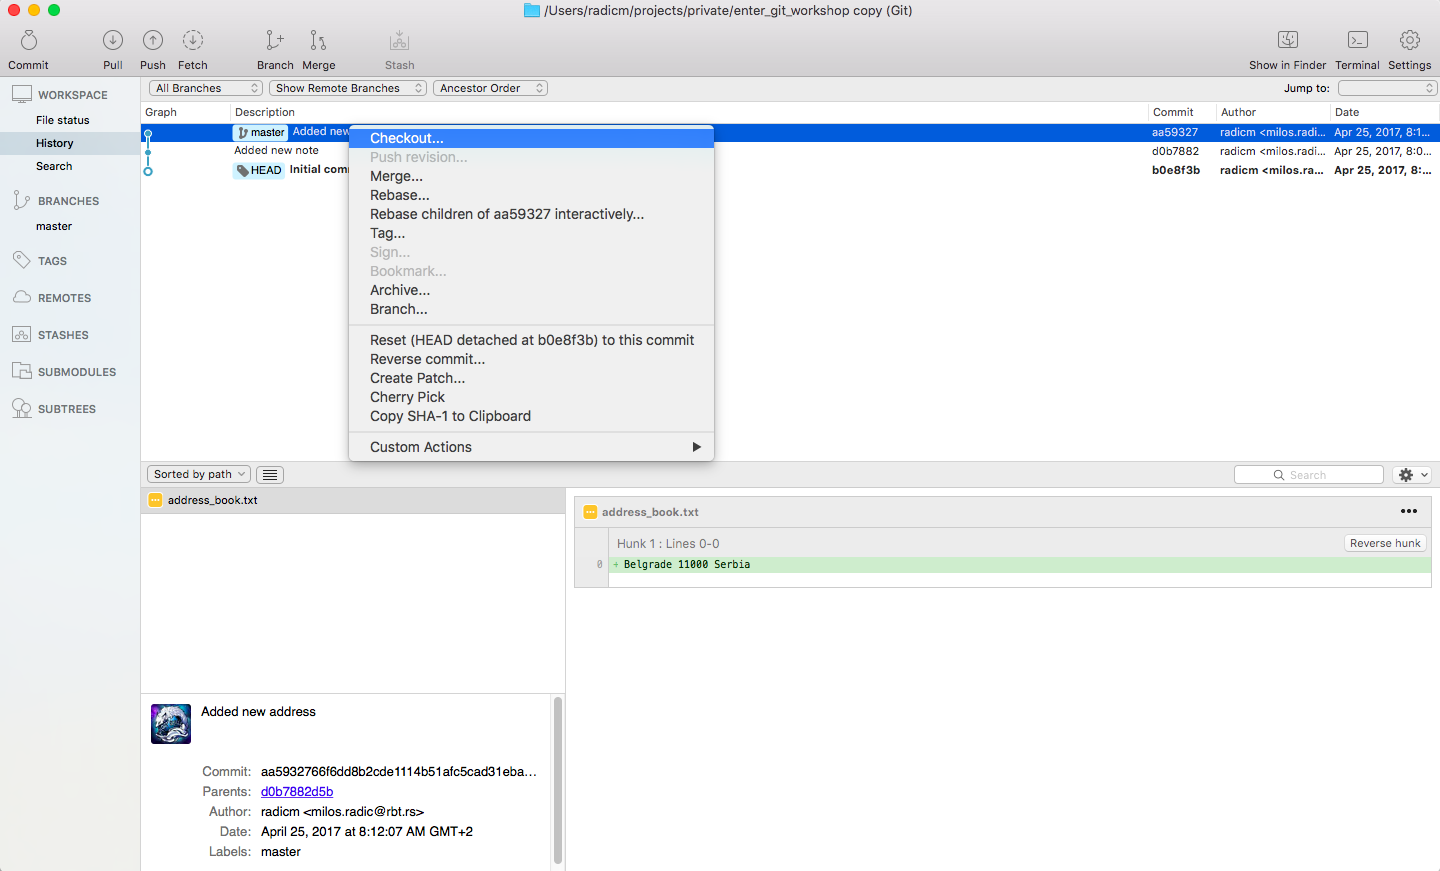 /Users/radicm/projects/private/enter_git_workshop copy (Git)
Commit Pull Push Fetch Branch Merge Stash Show in Finder Terminal Settings
WORKSPACE
File status
History
Search
BRANCHES
master
TAGS
REMOTES
STASHES
SUBMODULES
SUBTREES
All Branches Show Remote Branches Ancestor Order Jump to:
Graph Description Commit Author Date
master Added new aa59327 radicm <milos.radi... Apr 25, 2017, 8:1...
Added new note d0b7882 radicm <milos.radi... Apr 25, 2017, 8:0...
HEAD Initial com b0e8f3b radicm <milos.ra... Apr 25, 2017, 8:...
Checkout...
Push revision...
Merge...
Rebase...
Rebase children of aa59327 interactively...
Tag...
Sign...
Bookmark...
Archive...
Branch...
Reset (HEAD detached at b0e8f3b) to this commit
Reverse commit...
Create Patch...
Cherry Pick
Copy SHA-1 to Clipboard
Custom Actions
Sorted by path Search
address_book.txt
address_book.txt
Hunk 1 : Lines 0-0 Reverse hunk
0 + Belgrade 11000 Serbia
Added new address
Commit: aa5932766f6dd8b2cde1114b51afc5cad31eba...
Parents: d0b7882d5b
Author: radicm <milos.radic@rbt.rs>
Date: April 25, 2017 at 8:12:07 AM GMT+2
Labels: master